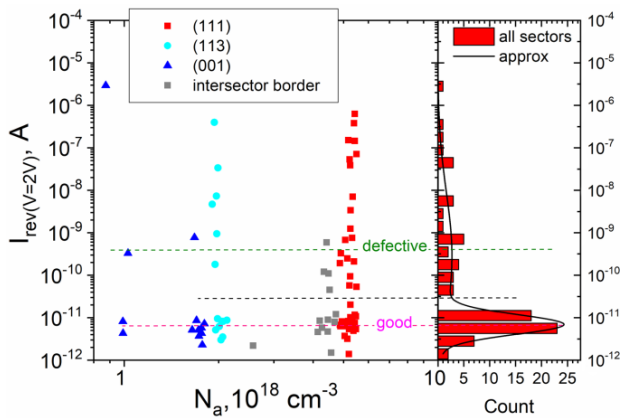 (111)
(113)
(001)
intersector border
all sectors
approx
10⁻⁴
10⁻⁵
10⁻⁶
10⁻⁷
10⁻⁸
10⁻⁹
10⁻¹⁰
10⁻¹¹
10⁻¹²
I_rev(V=2V), A
defective
good
10⁻⁴
10⁻⁵
10⁻⁶
10⁻⁷
10⁻⁸
10⁻⁹
10⁻¹⁰
10⁻¹¹
10⁻¹²
1
10
N_a,10¹⁸ cm⁻³
0 5 10 15 20 25
Count